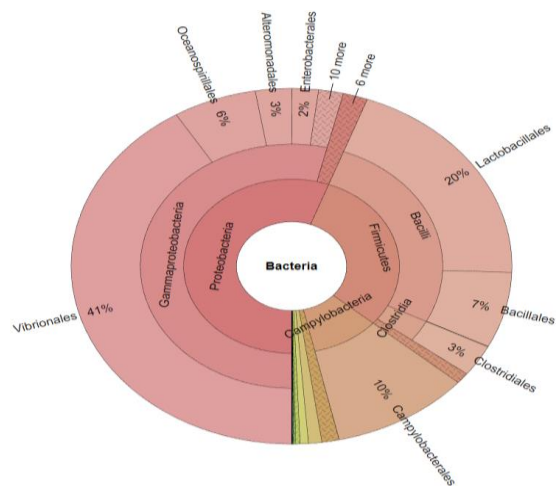 Oceanospirillales
6%
Alteromonadales
3%
Enterobacterales
2%
10 more
6 more
Lactobacillales
20%
Bacilli
Firmicutes
Proteobacteria
Gammaproteobacteria
Bacteria
Vibrionales
41%
7%
Bacillales
Campylobacteria
Clostridia
3%
Clostridiales
10%
Campylobacterales